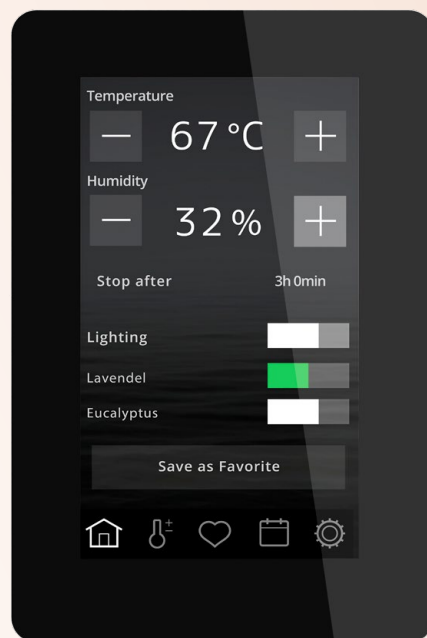 Temperature
67 °C
Humidity
32 %
Stop after 3h 0min
Lighting
Lavendel
Eucalyptus
Save as Favorite